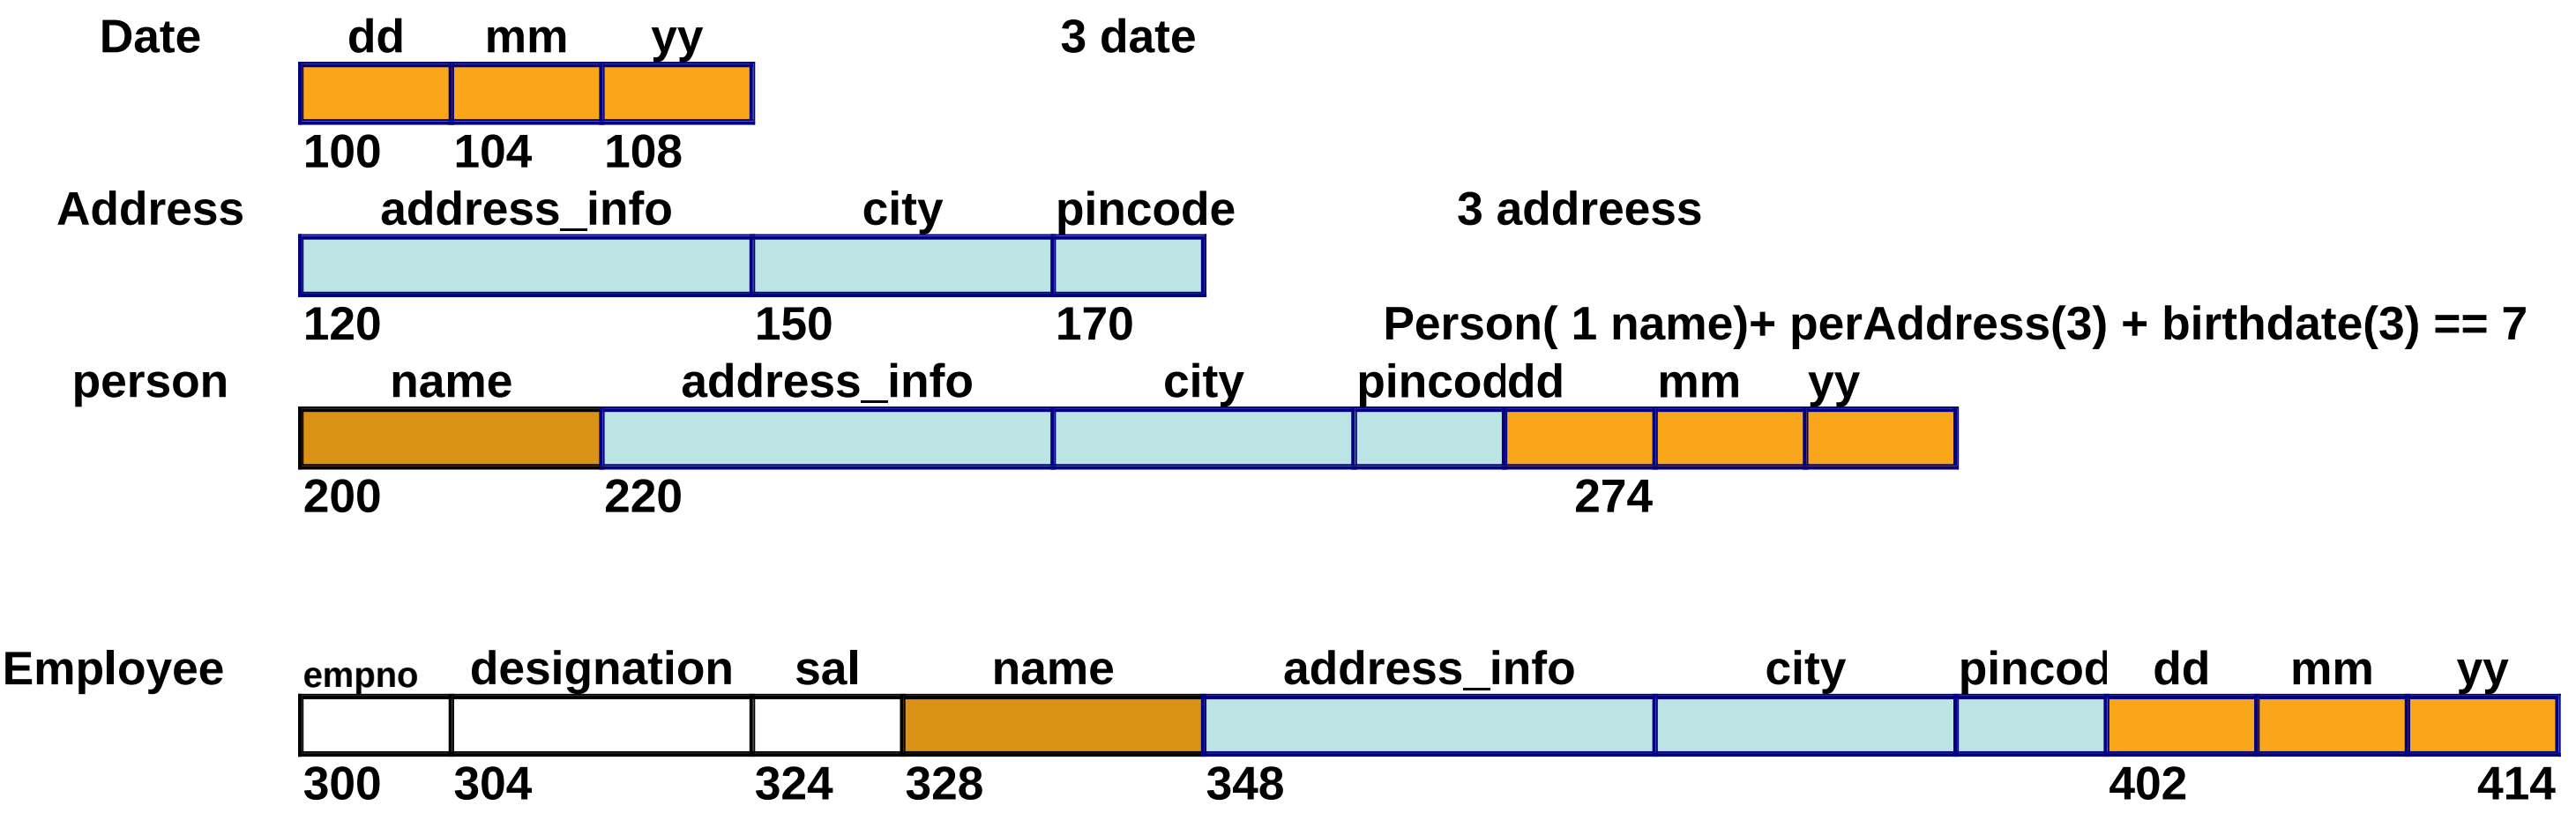 Date dd mm yy 3 date
100 104 108
Address address_info city pincode 3 addreess
120 150 170 Person( 1 name)+ perAddress(3) + birthdate(3) == 7
person name address_info city pincod dd mm yy
200 220 274
Employee empno designation sal name address_info city pincod dd mm yy
300 304 324 328 348 402 414